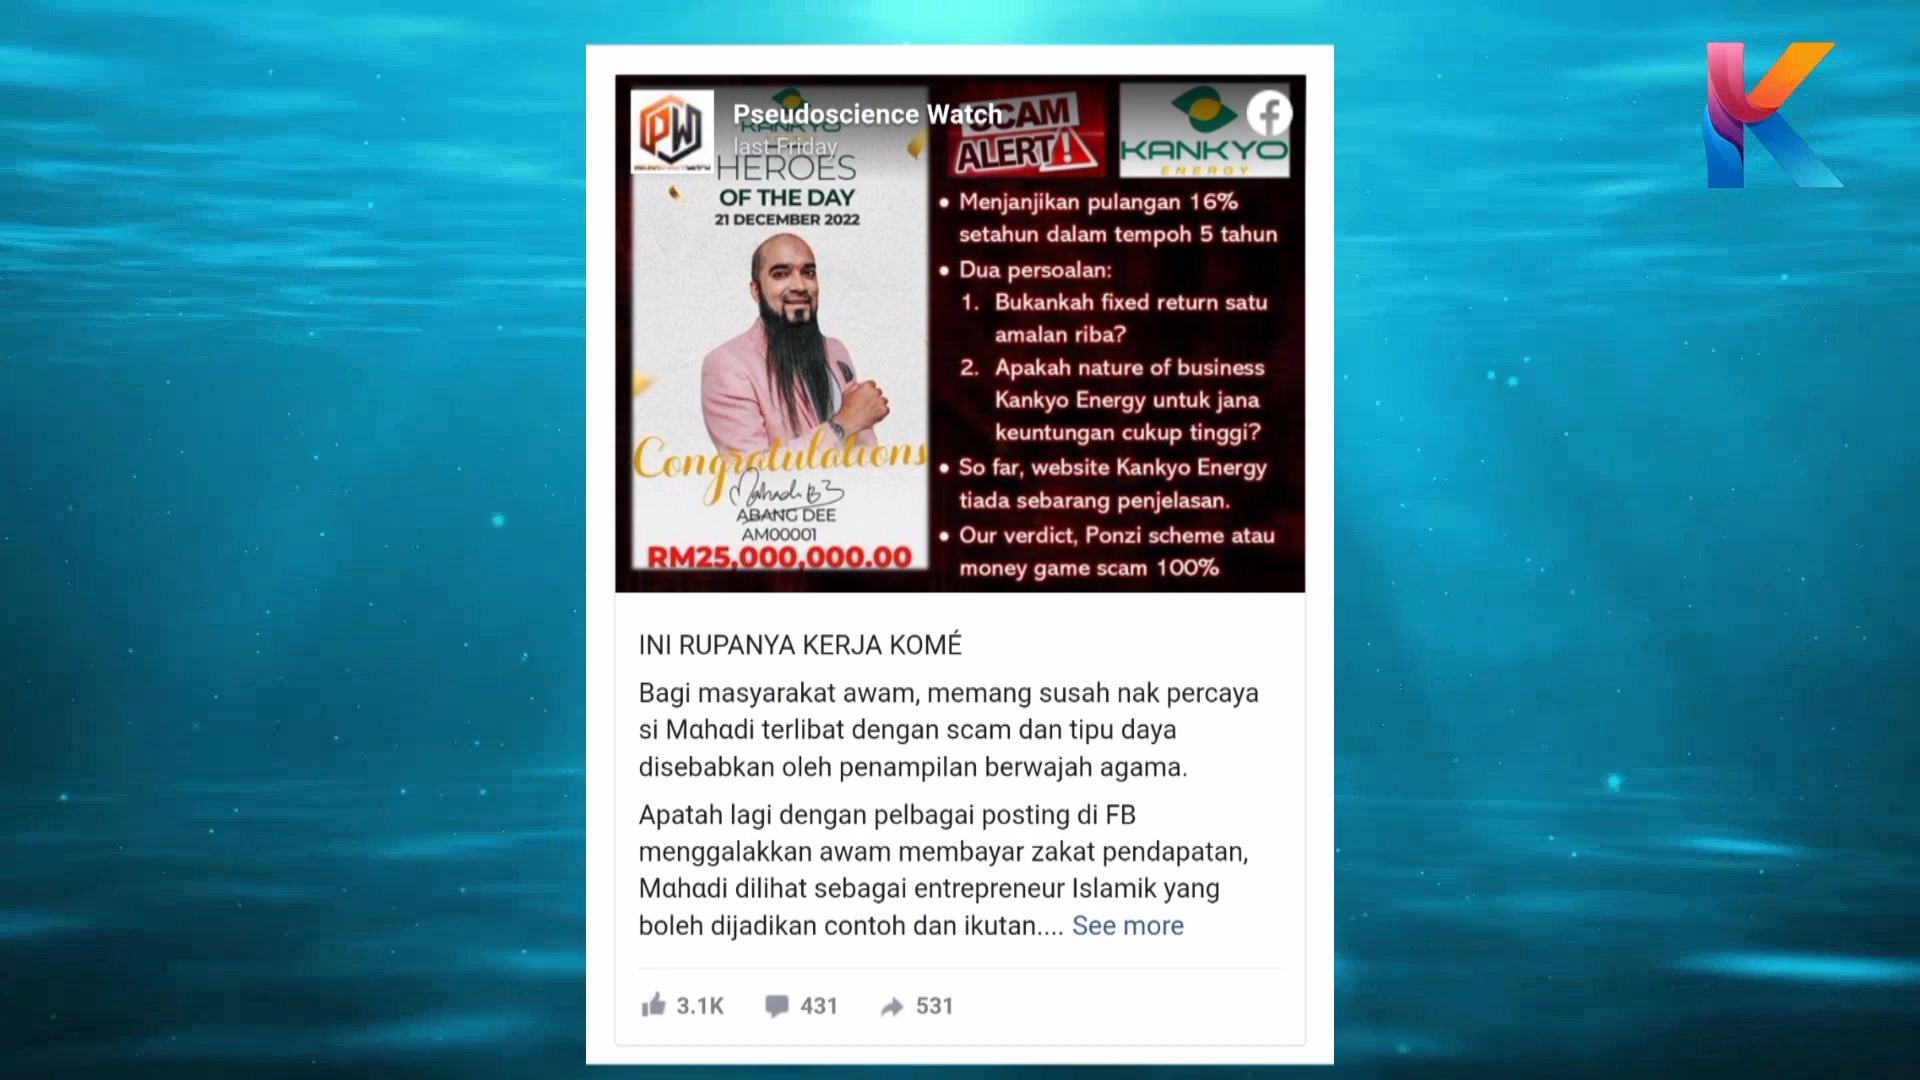 Pseudoscience Watch
last Friday
KANKYO
HEROES
OF THE DAY
21 DECEMBER 2022
Congratulations
Mahadi B3
ABANG DEE
AM00001
RM25,000,000.00
SCAM
ALERT!
KANKYO
ENERGY
• Menjanjikan pulangan 16%
setahun dalam tempoh 5 tahun
• Dua persoalan:
1. Bukankah fixed return satu
amalan riba?
2. Apakah nature of business
Kankyo Energy untuk jana
keuntungan cukup tinggi?
• So far, website Kankyo Energy
tiada sebarang penjelasan.
• Our verdict, Ponzi scheme atau
money game scam 100%
INI RUPANYA KERJA KOMÉ
Bagi masyarakat awam, memang susah nak percaya
si Mɑhɑdi terlibat dengan scam dan tipu daya
disebabkan oleh penampilan berwajah agama.
Apatah lagi dengan pelbagai posting di FB
menggalakkan awam membayar zakat pendapatan,
Mɑhɑdi dilihat sebagai entrepreneur Islamik yang
boleh dijadikan contoh dan ikutan.... See more
3.1K 431 531